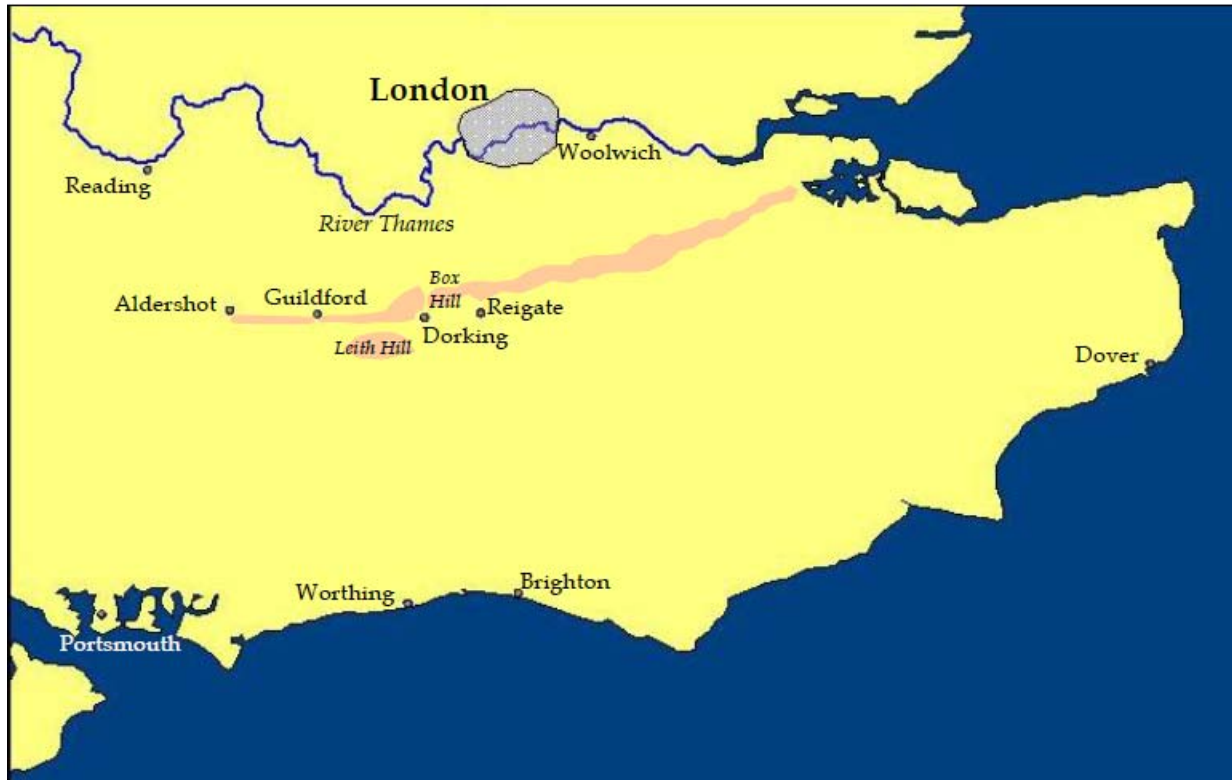 London
Woolwich
Reading
River Thames
Box
Hill
Aldershot
Guildford
Reigate
Dorking
Leith Hill
Dover
Worthing
Brighton
Portsmouth